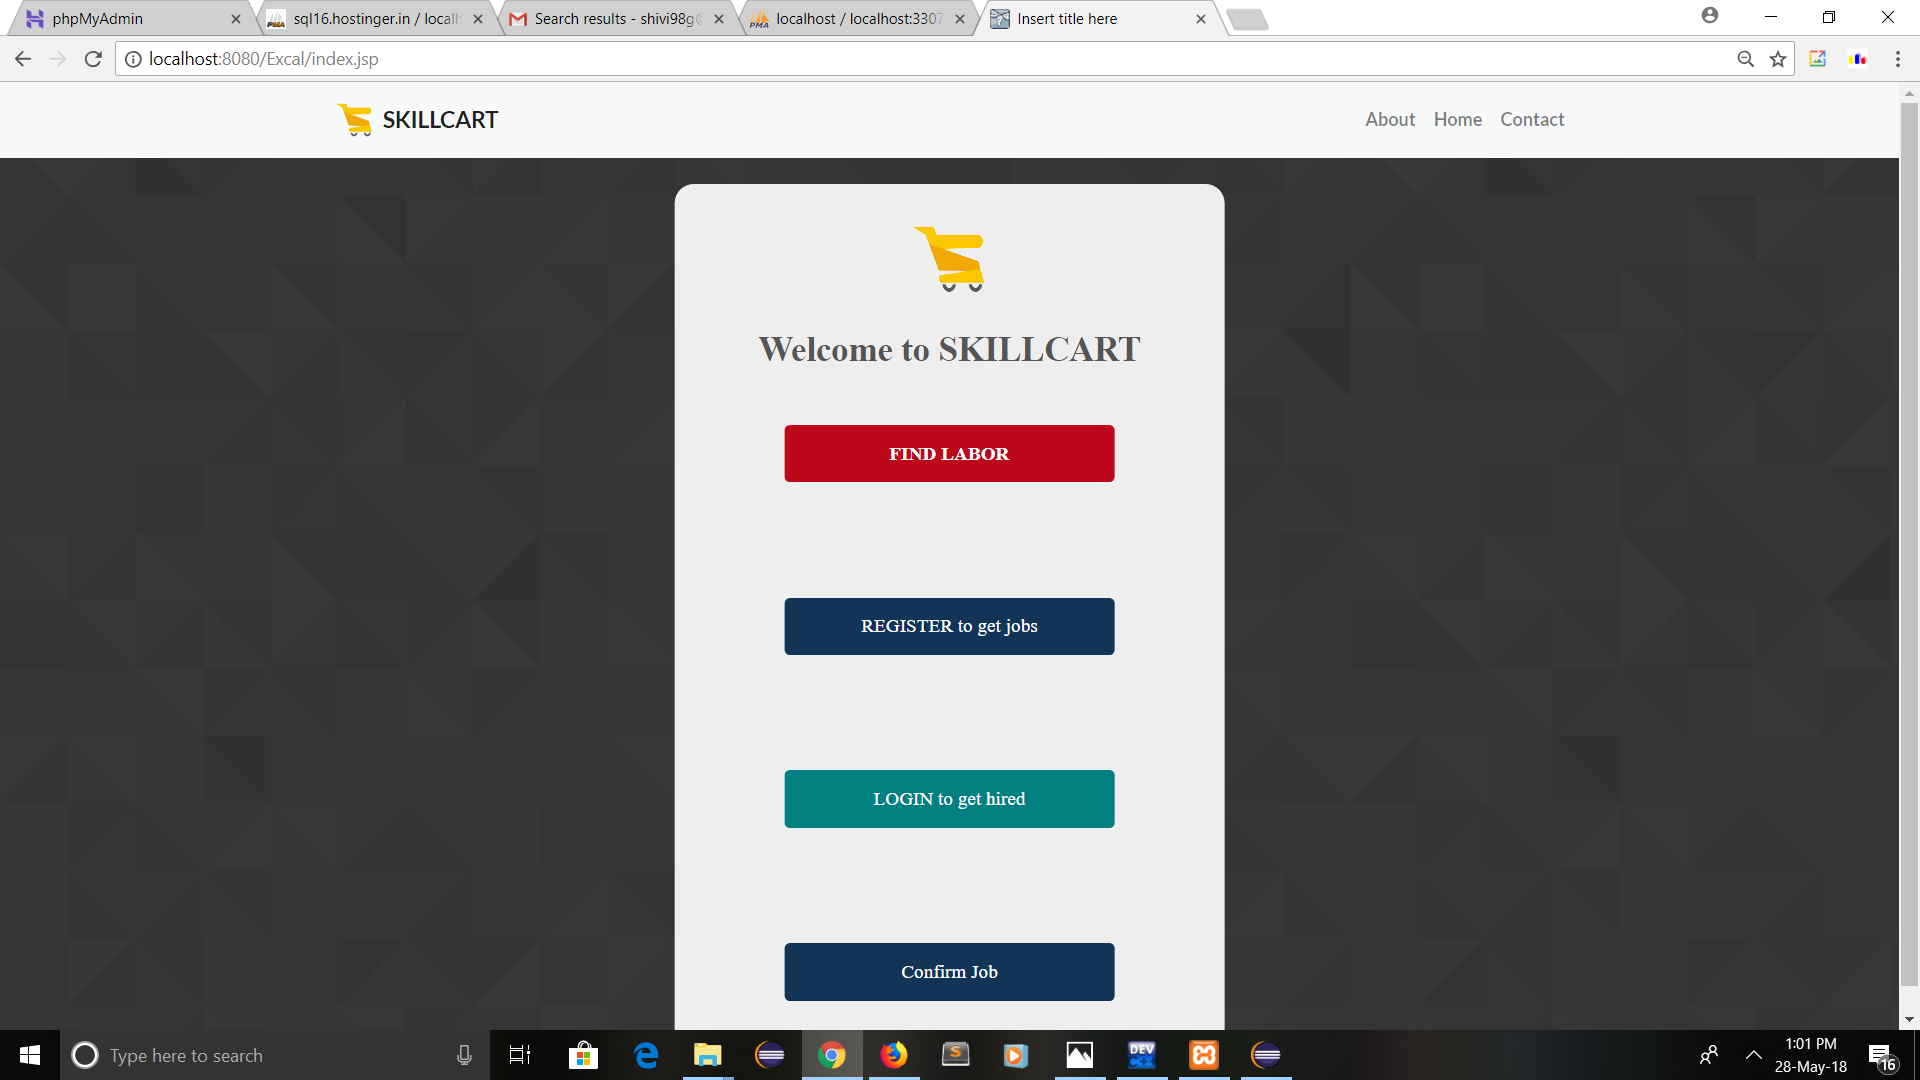 phpMyAdmin
sql16.hostinger.in / localh
Search results - shivi98g@
localhost / localhost:3307
Insert title here
localhost:8080/Excal/index.jsp
SKILLCART
About Home Contact
Welcome to SKILLCART
FIND LABOR
REGISTER to get jobs
LOGIN to get hired
Confirm Job
Type here to search
DEV
C++
1:01 PM
28-May-18
16